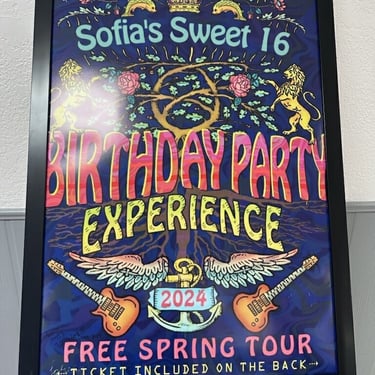 Sofia's Sweet 16
BIRTHDAY PARTY
EXPERIENCE
2024
FREE SPRING TOUR
TICKET INCLUDED ON THE BACK